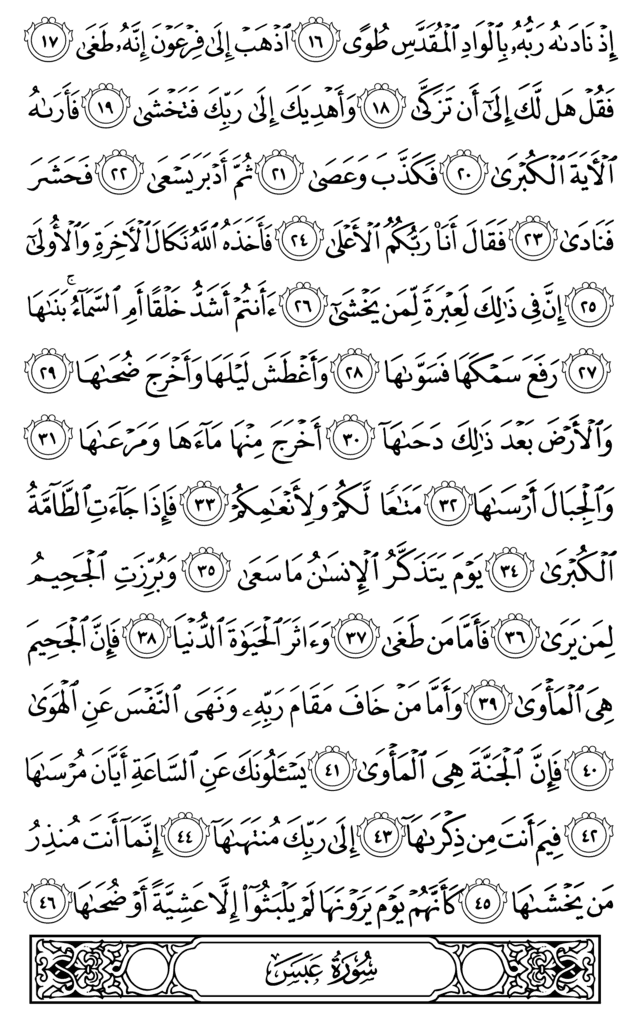 إِذْ نَادَىٰهُ رَبُّهُۥ بِٱلْوَادِ ٱلْمُقَدَّسِ طُوًى ١٦ ٱذْهَبْ إِلَىٰ فِرْعَوْنَ إِنَّهُۥ طَغَىٰ ١٧
فَقُلْ هَل لَّكَ إِلَىٰٓ أَن تَزَكَّىٰ ١٨ وَأَهْدِيَكَ إِلَىٰ رَبِّكَ فَتَخْشَىٰ ١٩ فَأَرَىٰهُ
ٱلْأٓيَةَ ٱلْكُبْرَىٰ ٢٠ فَكَذَّبَ وَعَصَىٰ ٢١ ثُمَّ أَدْبَرَ يَسْعَىٰ ٢٢ فَحَشَرَ
فَنَادَىٰ ٢٣ فَقَالَ أَنَا۠ رَبُّكُمُ ٱلْأَعْلَىٰ ٢٤ فَأَخَذَهُ ٱللَّهُ نَكَالَ ٱلْأٓخِرَةِ وَٱلْأُولَىٰٓ
٢٥ إِنَّ فِى ذَٰلِكَ لَعِبْرَةً لِّمَن يَخْشَىٰٓ ٢٦ ءَأَنتُمْ أَشَدُّ خَلْقًا أَمِ ٱلسَّمَآءُ ۚ بَنَىٰهَا
٢٧ رَفَعَ سَمْكَهَا فَسَوَّىٰهَا ٢٨ وَأَغْطَشَ لَيْلَهَا وَأَخْرَجَ ضُحَىٰهَا ٢٩
وَٱلْأَرْضَ بَعْدَ ذَٰلِكَ دَحَىٰهَآ ٣٠ أَخْرَجَ مِنْهَا مَآءَهَا وَمَرْعَىٰهَا ٣١
وَٱلْجِبَالَ أَرْسَىٰهَا ٣٢ مَتَٰعًا لَّكُمْ وَلِأَنْعَٰمِكُمْ ٣٣ فَإِذَا جَآءَتِ ٱلطَّآمَّةُ
ٱلْكُبْرَىٰ ٣٤ يَوْمَ يَتَذَكَّرُ ٱلْإِنسَٰنُ مَا سَعَىٰ ٣٥ وَبُرِّزَتِ ٱلْجَحِيمُ
لِمَن يَرَىٰ ٣٦ فَأَمَّا مَن طَغَىٰ ٣٧ وَءَاثَرَ ٱلْحَيَوٰةَ ٱلدُّنْيَا ٣٨ فَإِنَّ ٱلْجَحِيمَ
هِىَ ٱلْمَأْوَىٰ ٣٩ وَأَمَّا مَنْ خَافَ مَقَامَ رَبِّهِۦ وَنَهَى ٱلنَّفْسَ عَنِ ٱلْهَوَىٰ
٤٠ فَإِنَّ ٱلْجَنَّةَ هِىَ ٱلْمَأْوَىٰ ٤١ يَسْـَٔلُونَكَ عَنِ ٱلسَّاعَةِ أَيَّانَ مُرْسَىٰهَا
٤٢ فِيمَ أَنتَ مِن ذِكْرَىٰهَآ ٤٣ إِلَىٰ رَبِّكَ مُنتَهَىٰهَآ ٤٤ إِنَّمَآ أَنتَ مُنذِرُ
مَن يَخْشَىٰهَا ٤٥ كَأَنَّهُمْ يَوْمَ يَرَوْنَهَا لَمْ يَلْبَثُوٓا۟ إِلَّا عَشِيَّةً أَوْ ضُحَىٰهَا ٤٦
سُورَةُ عَبَسَ